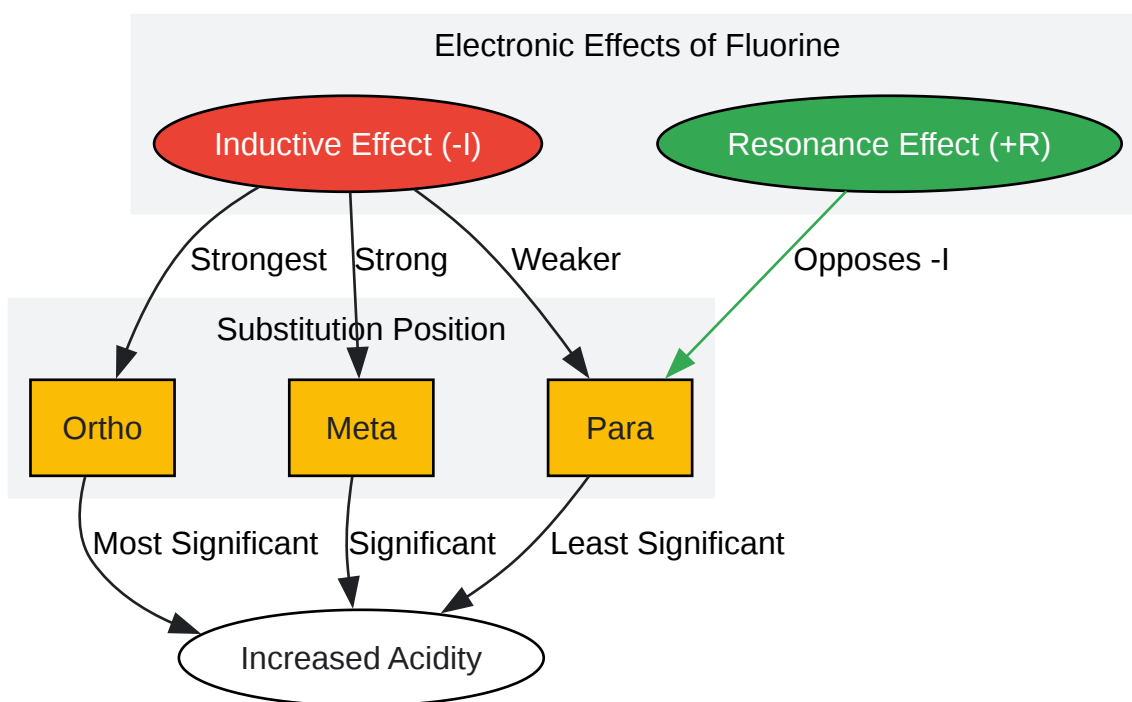 Electronic Effects of Fluorine
Inductive Effect (-I)
Resonance Effect (+R)
Strongest
Strong
Weaker
Opposes -I
Substitution Position
Ortho
Meta
Para
Most Significant
Significant
Least Significant
Increased Acidity